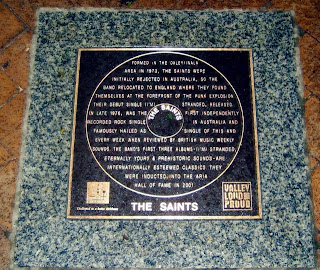 FORMED IN THE OXLEY/INALA
AREA IN 1973, THE SAINTS WERE
INITIALLY REJECTED IN AUSTRALIA, SO THE
BAND RELOCATED TO ENGLAND WHERE THEY FOUND
THEMSELVES AT THE FOREFRONT OF THE PUNK EXPLOSION
THEIR DEBUT SINGLE (I'M) STRANDED, RELEASED
IN LATE 1976, WAS THE FIRST INDEPENDENTLY
RECORDED ROCK SINGLE IN AUSTRALIA AND
FAMOUSLY HAILED AS 'SINGLE OF THIS AND
EVERY WEEK' WHEN REVIEWED BY BRITISH MUSIC WEEKLY
SOUNDS. THE BAND'S FIRST THREE ALBUMS-(I'M) STRANDED,
ETERNALLY YOURS & PREHISTORIC SOUNDS-ARE
INTERNATIONALLY ESTEEMED CLASSICS. THEY
WERE INDUCTED INTO THE ARIA
HALL OF FAME IN 2001
THE SAINTS
THE SAINTS
VALLEY
LOUD &
PROUD